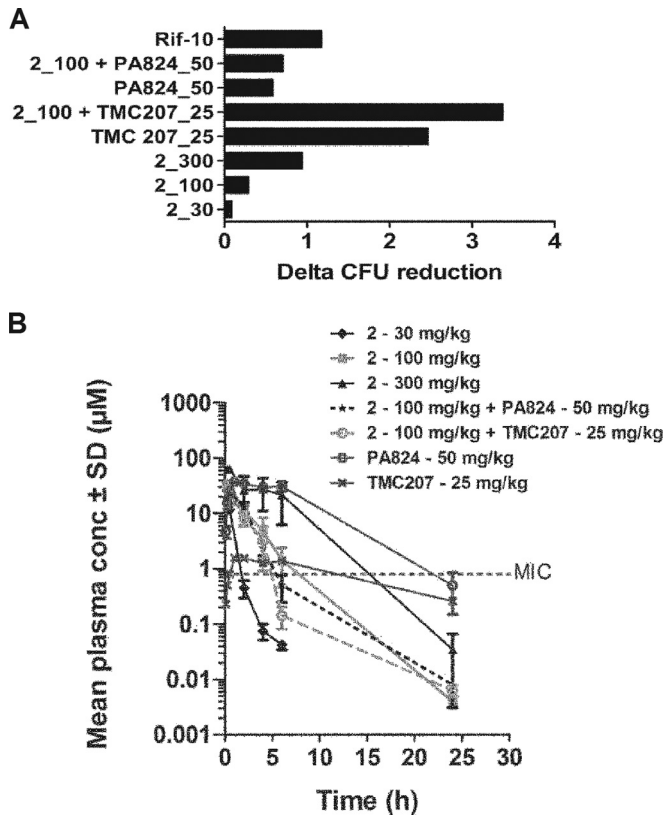 A
Rif-10
2_100 + PA824_50
PA824_50
2_100 + TMC207_25
TMC 207_25
2_300
2_100
2_30
0 1 2 3 4
Delta CFU reduction
B
2 - 30 mg/kg
2 - 100 mg/kg
2 - 300 mg/kg
2 - 100 mg/kg + PA824 - 50 mg/kg
2 - 100 mg/kg + TMC207 - 25 mg/kg
PA824 - 50 mg/kg
TMC207 - 25 mg/kg
Mean plasma conc ± SD (µM)
1000
100
10
1
0.1
0.01
0.001
MIC
0 5 10 15 20 25 30
Time (h)